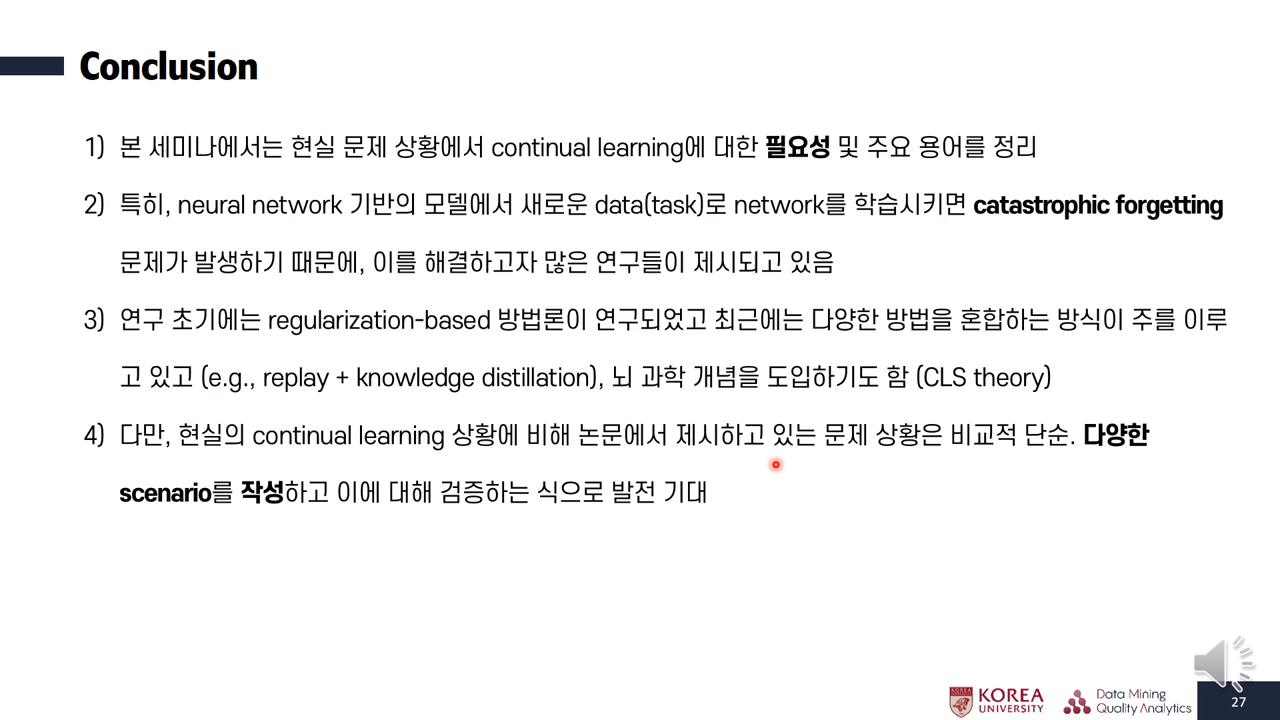 Conclusion
1) 본 세미나에서는 현실 문제 상황에서 continual learning에 대한 필요성 및 주요 용어를 정리
2) 특히, neural network 기반의 모델에서 새로운 data(task)로 network를 학습시키면 catastrophic forgetting
문제가 발생하기 때문에, 이를 해결하고자 많은 연구들이 제시되고 있음
3) 연구 초기에는 regularization-based 방법론이 연구되었고 최근에는 다양한 방법을 혼합하는 방식이 주를 이루
고 있고 (e.g., replay + knowledge distillation), 뇌 과학 개념을 도입하기도 함 (CLS theory)
4) 다만, 현실의 continual learning 상황에 비해 논문에서 제시하고 있는 문제 상황은 비교적 단순. 다양한
scenario를 작성하고 이에 대해 검증하는 식으로 발전 기대
KOREA
UNIVERSITY
Data Mining
Quality Analytics
27